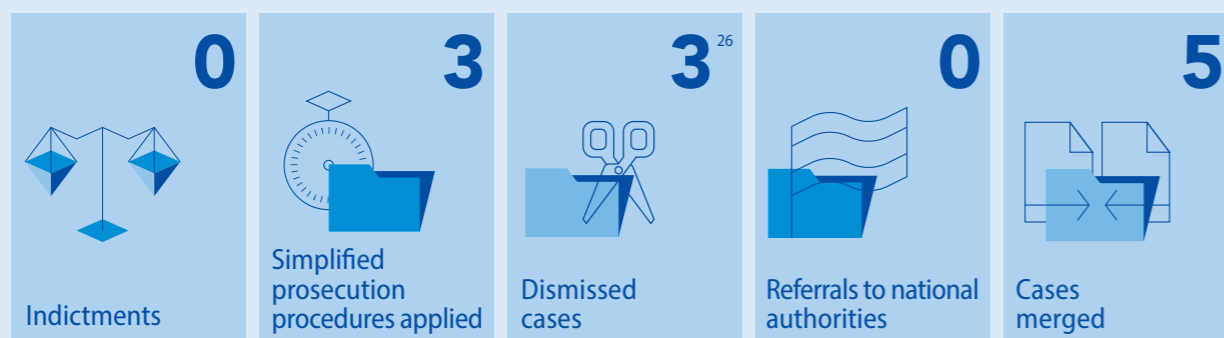 0
Indictments
3
Simplified
prosecution
procedures applied
3 26
Dismissed
cases
0
Referrals to national
authorities
5
Cases
merged